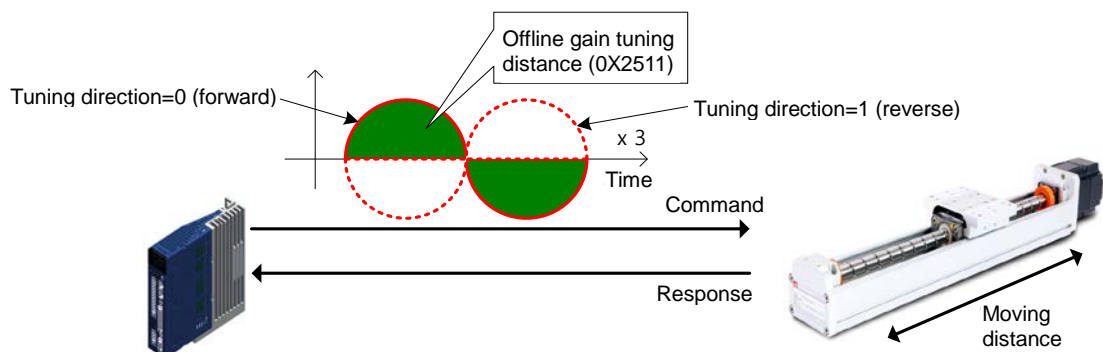 Offline gain tuning
distance (0X2511)
Tuning direction=0 (forward)
Tuning direction=1 (reverse)
x 3
Time
Command
Response
Moving
distance